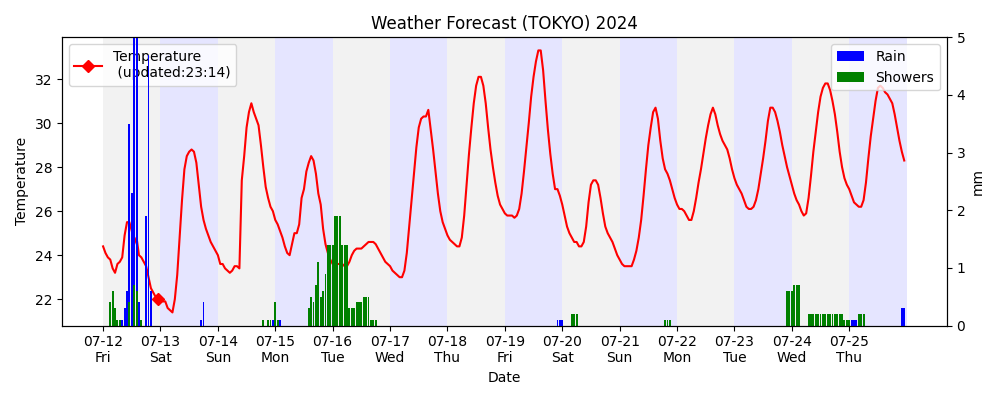 Weather Forecast (TOKYO) 2024
Temperature
(updated:23:14)
Rain
Showers
Temperature
32
30
28
26
24
22
5
4
3
2
1
0
mm
07-12 07-13 07-14 07-15 07-16 07-17 07-18 07-19 07-20 07-21 07-22 07-23 07-24 07-25
Fri Sat Sun Mon Tue Wed Thu Fri Sat Sun Mon Tue Wed Thu
Date